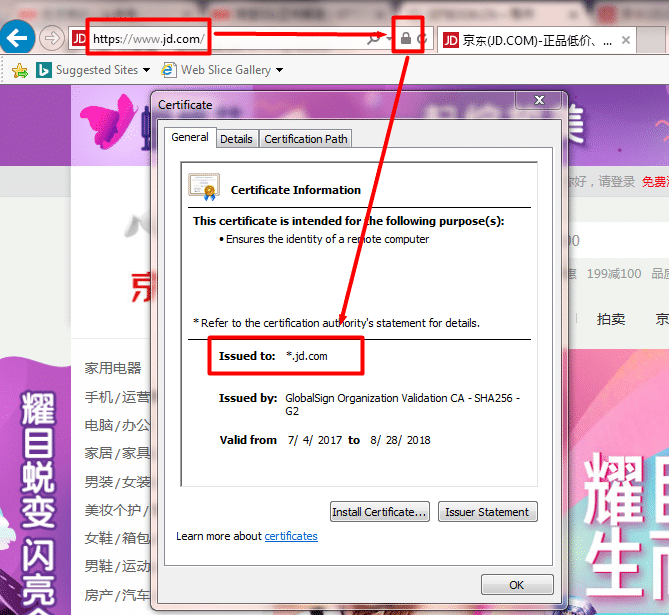 JD https://www.jd.com/
JD 京东(JD.COM)-正品低价、...
Suggested Sites
Web Slice Gallery
Certificate
General
Details
Certification Path
Certificate Information
This certificate is intended for the following purpose(s):
• Ensures the identity of a remote computer
* Refer to the certification authority's statement for details.
Issued to: *.jd.com
Issued by: GlobalSign Organization Validation CA - SHA256 -
G2
Valid from 7/ 4/ 2017 to 8/ 28/ 2018
Install Certificate...
Issuer Statement
Learn more about certificates
OK
好，请登录 免费
199减100
拍卖
京
家用电器
手机/运营
电脑/办公
家居/家具
男装/女装
美妆个护/
女鞋/箱包
男鞋/运动
房产/汽车
耀目蜕变 闪亮
耀
生